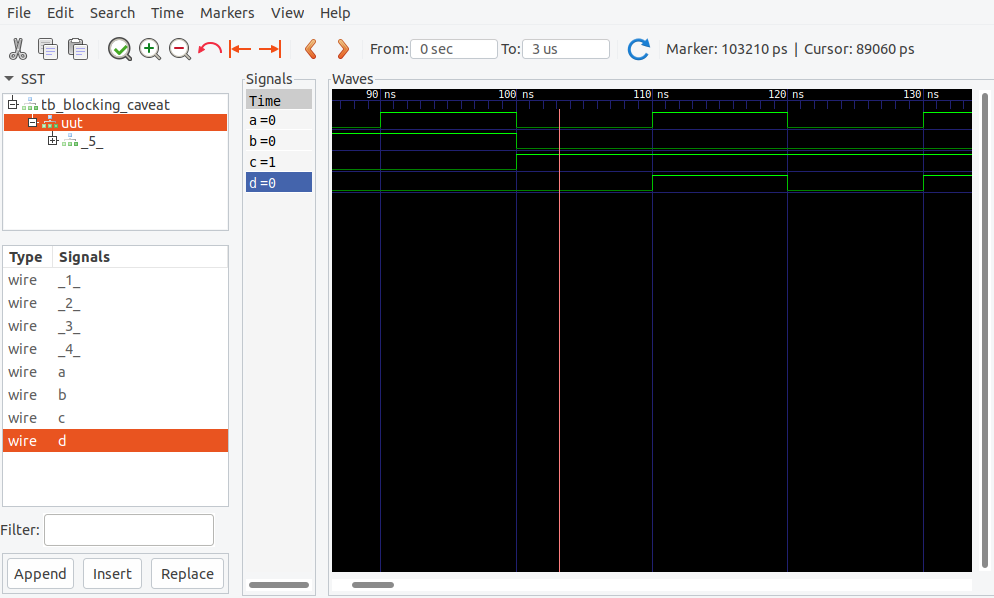 File Edit Search Time Markers View Help
From: 0 sec To: 3 us Marker: 103210 ps | Cursor: 89060 ps
SST
tb_blocking_caveat
uut
_5_
Type Signals
wire _1_
wire _2_
wire _3_
wire _4_
wire a
wire b
wire c
wire d
Filter:
Append Insert Replace
Signals
Time
a=0
b=0
c=1
d=0
Waves
90 ns 100 ns 110 ns 120 ns 130 ns